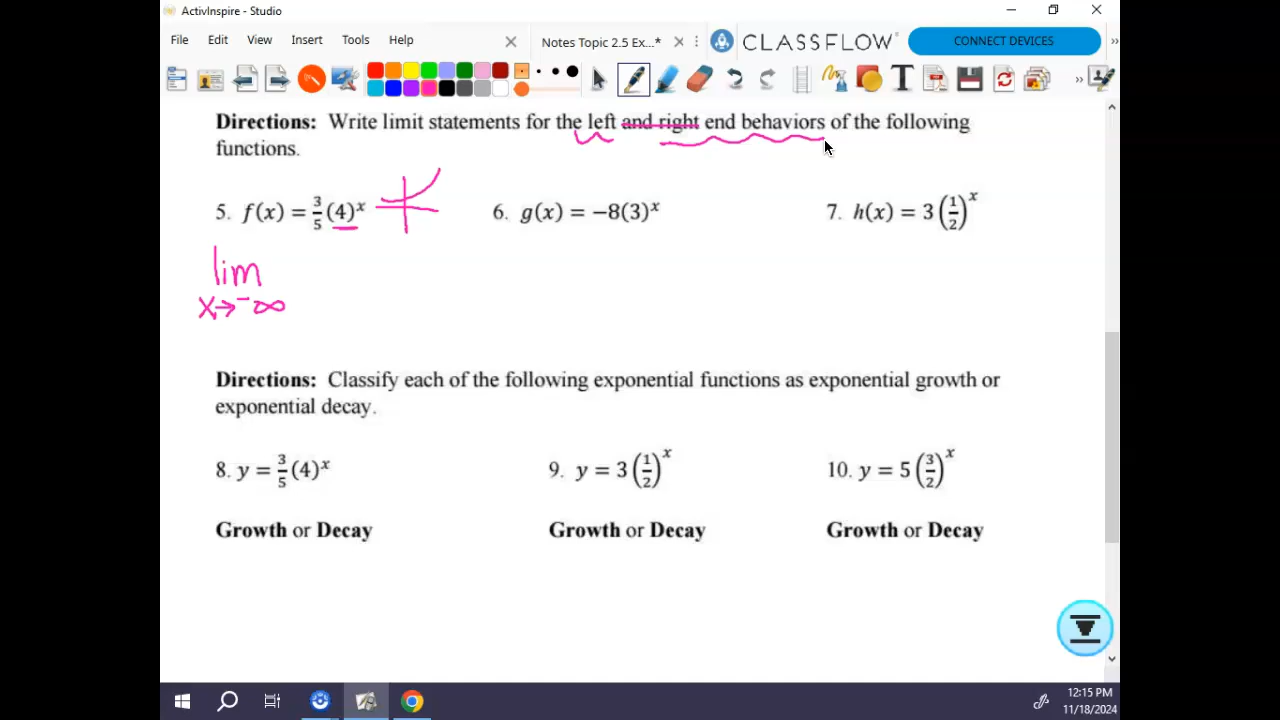 ActivInspire - Studio
File Edit View Insert Tools Help
Notes Topic 2.5 Ex...*
CLASSFLOW
CONNECT DEVICES
Directions: Write limit statements for the left and right end behaviors of the following
functions.
5. f(x) = 3/5 (4)^x
6. g(x) = −8(3)^x
7. h(x) = 3 (1/2)^x
lim
x→-∞
Directions: Classify each of the following exponential functions as exponential growth or
exponential decay.
8. y = 3/5 (4)^x
9. y = 3 (1/2)^x
10. y = 5 (3/2)^x
Growth or Decay
Growth or Decay
Growth or Decay
12:15 PM
11/18/2024